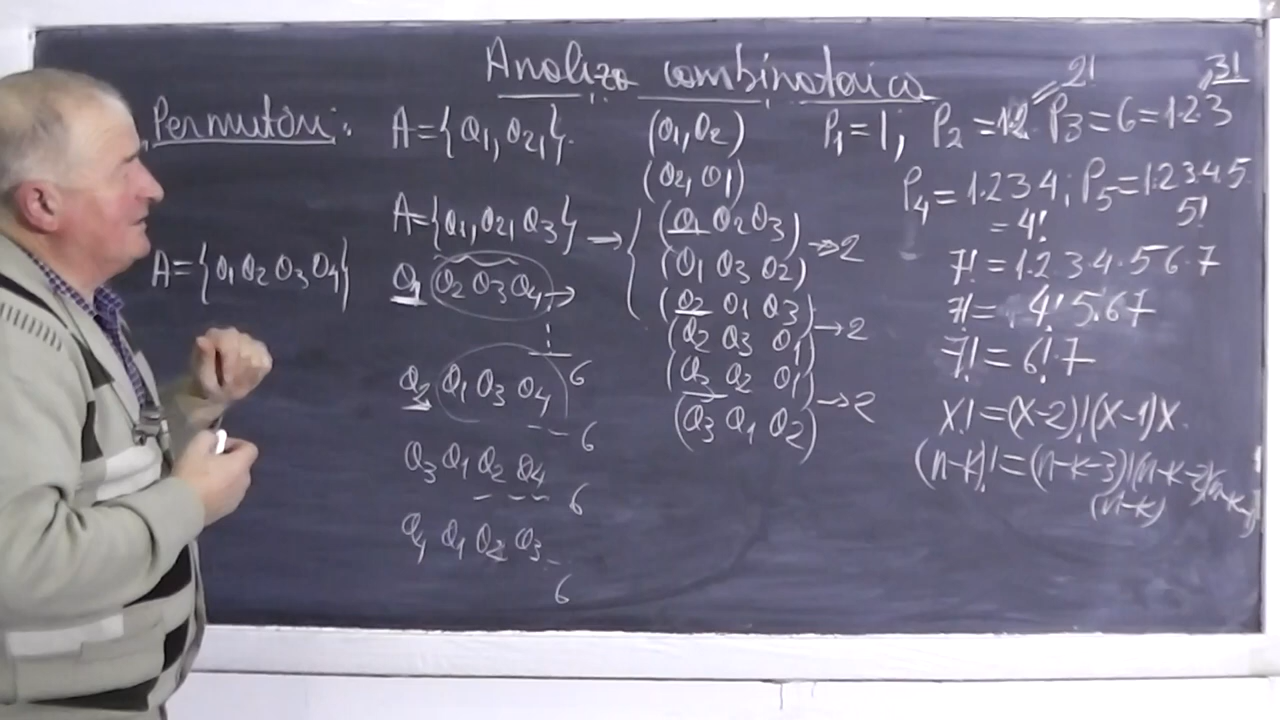 Analiza combinatorica
Permutări:
A={a1 a2 a3 a4}
A={a1, a2,}
A={a1, a2, a3} →
a1 a2 a3 a4 →
6
a2 a1 a3 a4
6
a3 a1 a2 a4
6
a4 a1 a2 a3
6
(a1, a2)
(a2, a1)
(a1 a2 a3)
(a1 a3 a2) → 2
(a2 a1 a3)
(a2 a3 a1) → 2
(a3 a2 a1)
(a3 a1 a2) → 2
2! 3!
P1=1; P2=1·2 P3=6=1·2·3
P4=1·2·3·4; P5=1·2·3·4·5
=4! 5!
7!=1·2·3·4·5·6·7
7!=4!·5·6·7
7!=6!·7
x!=(x-2)!(x-1)x.
(n-k)!=(n-k-3)!(n-k-2)(n-k-1)
(n-k)